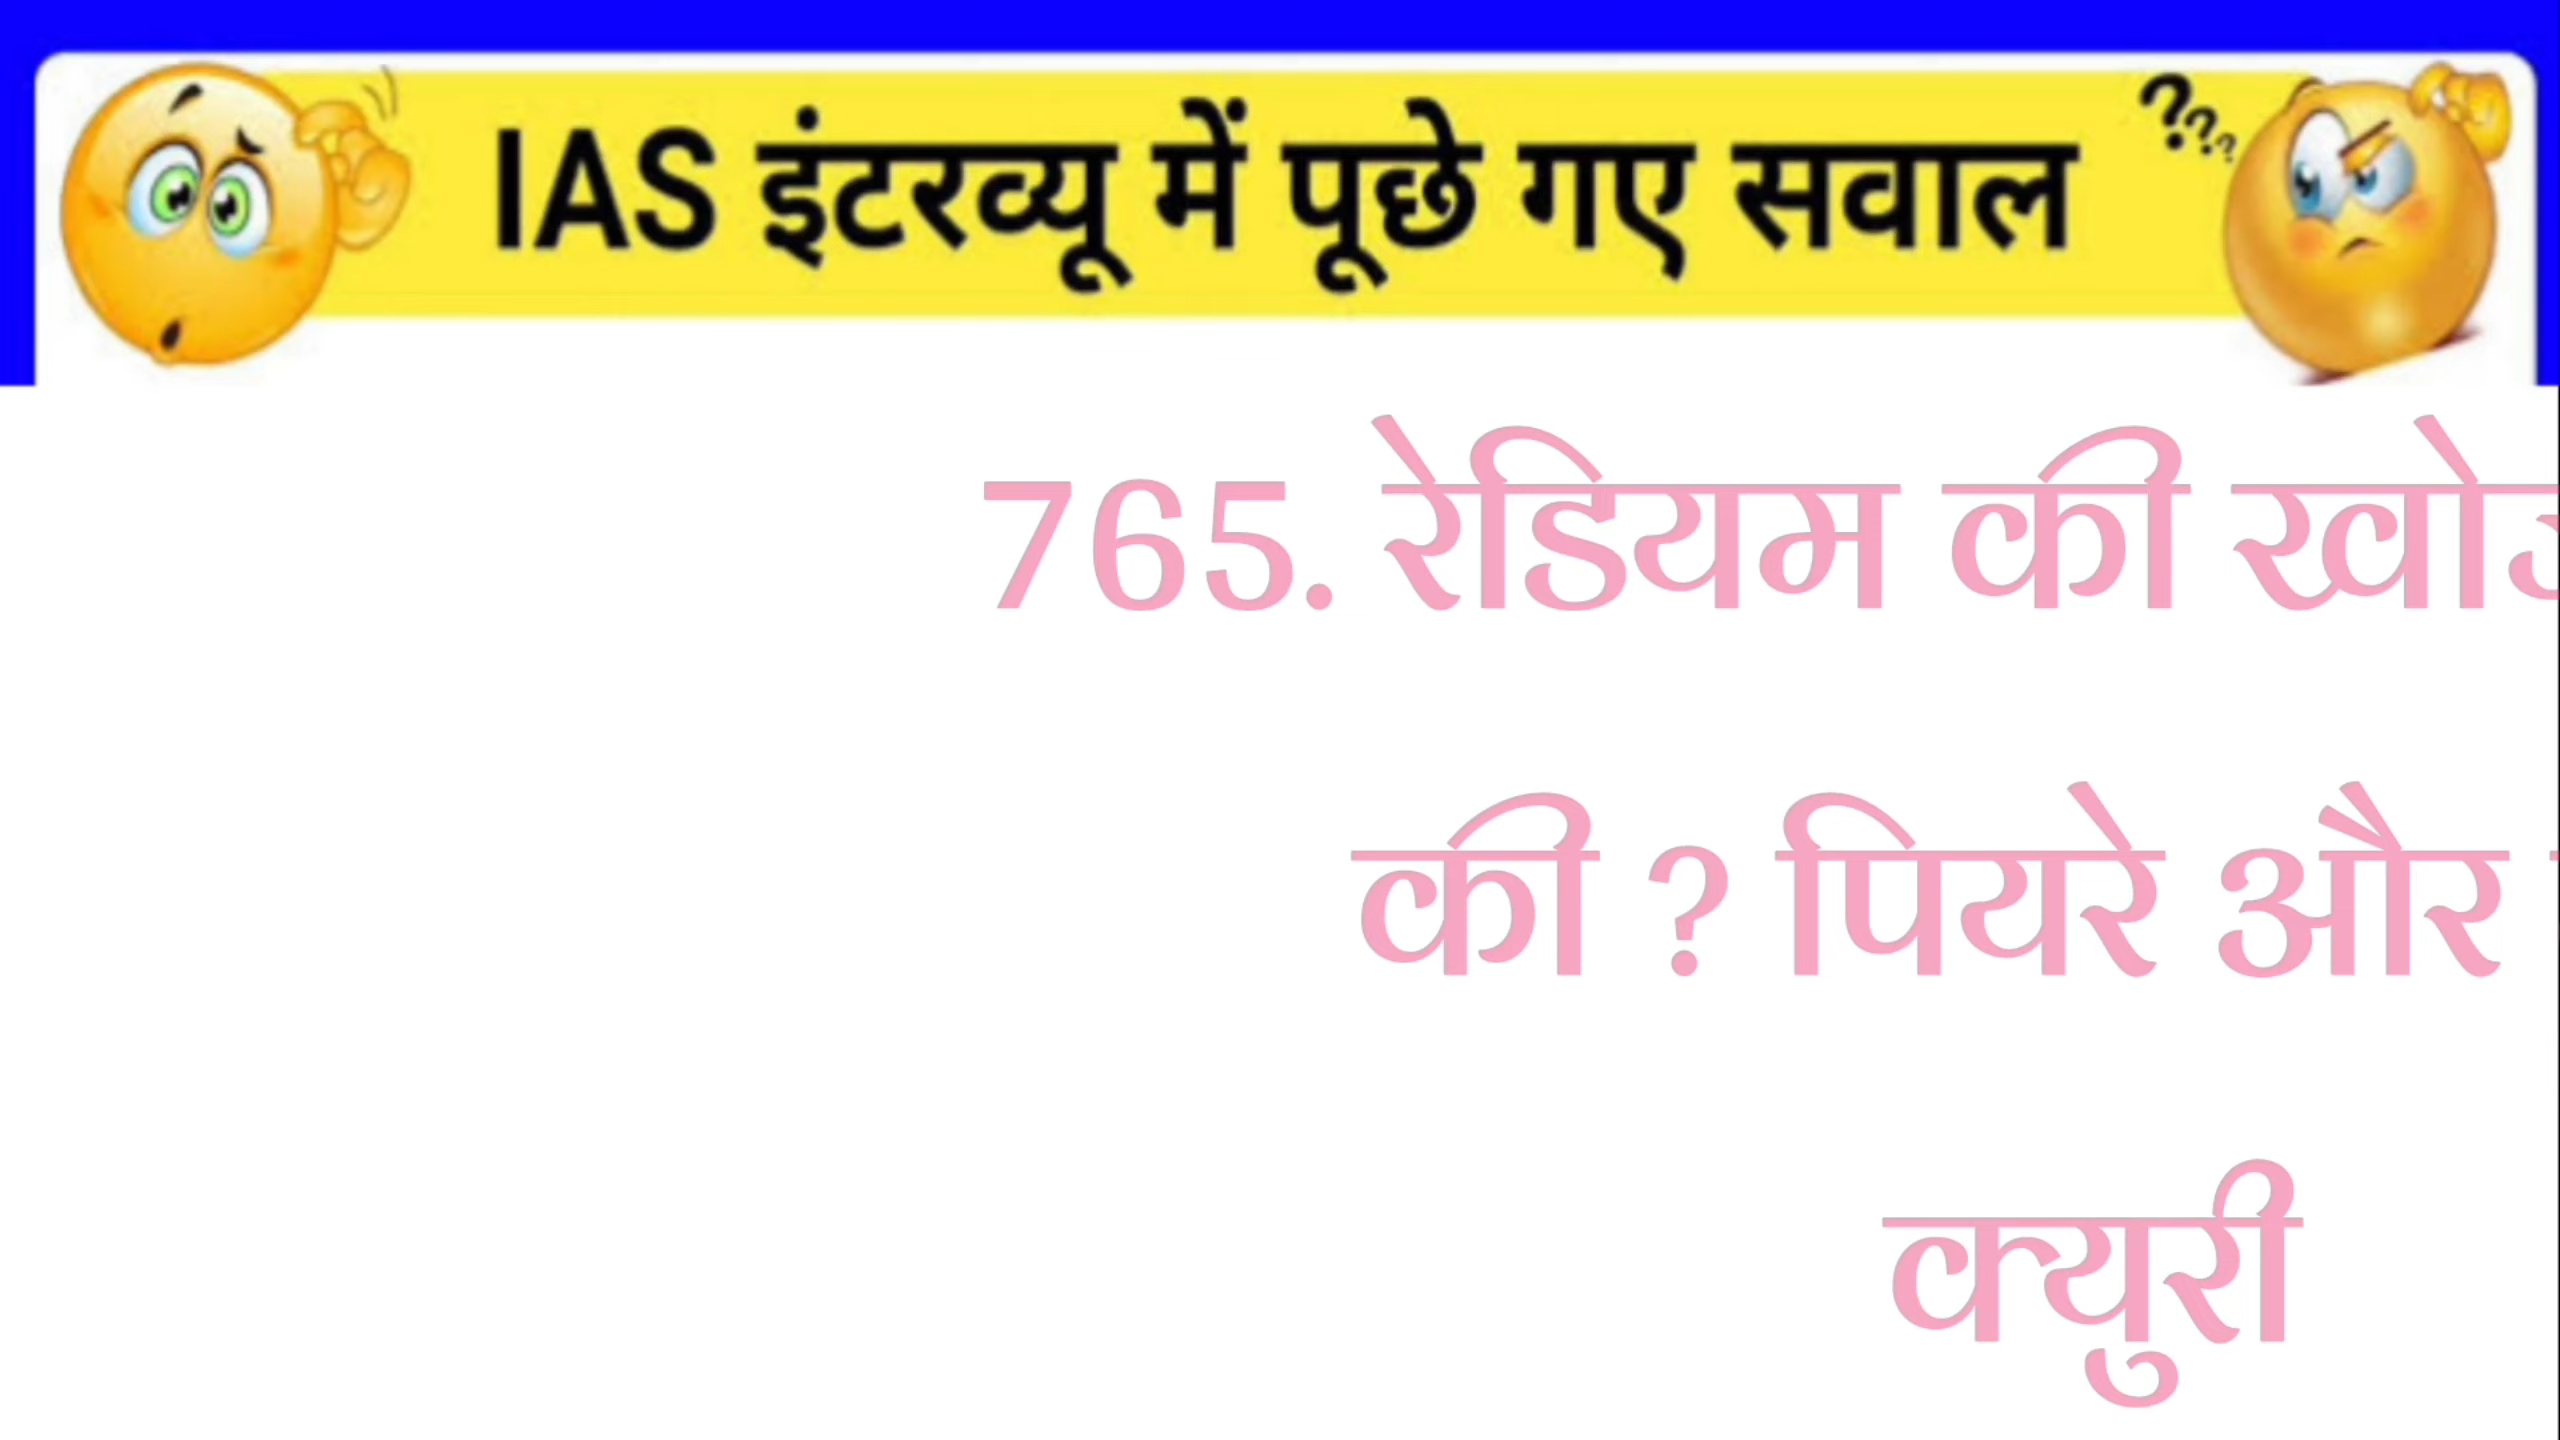 IAS इंटरव्यू में पूछे गए सवाल
???
765. रेडियम की
की ? पियरे और
क्युरी